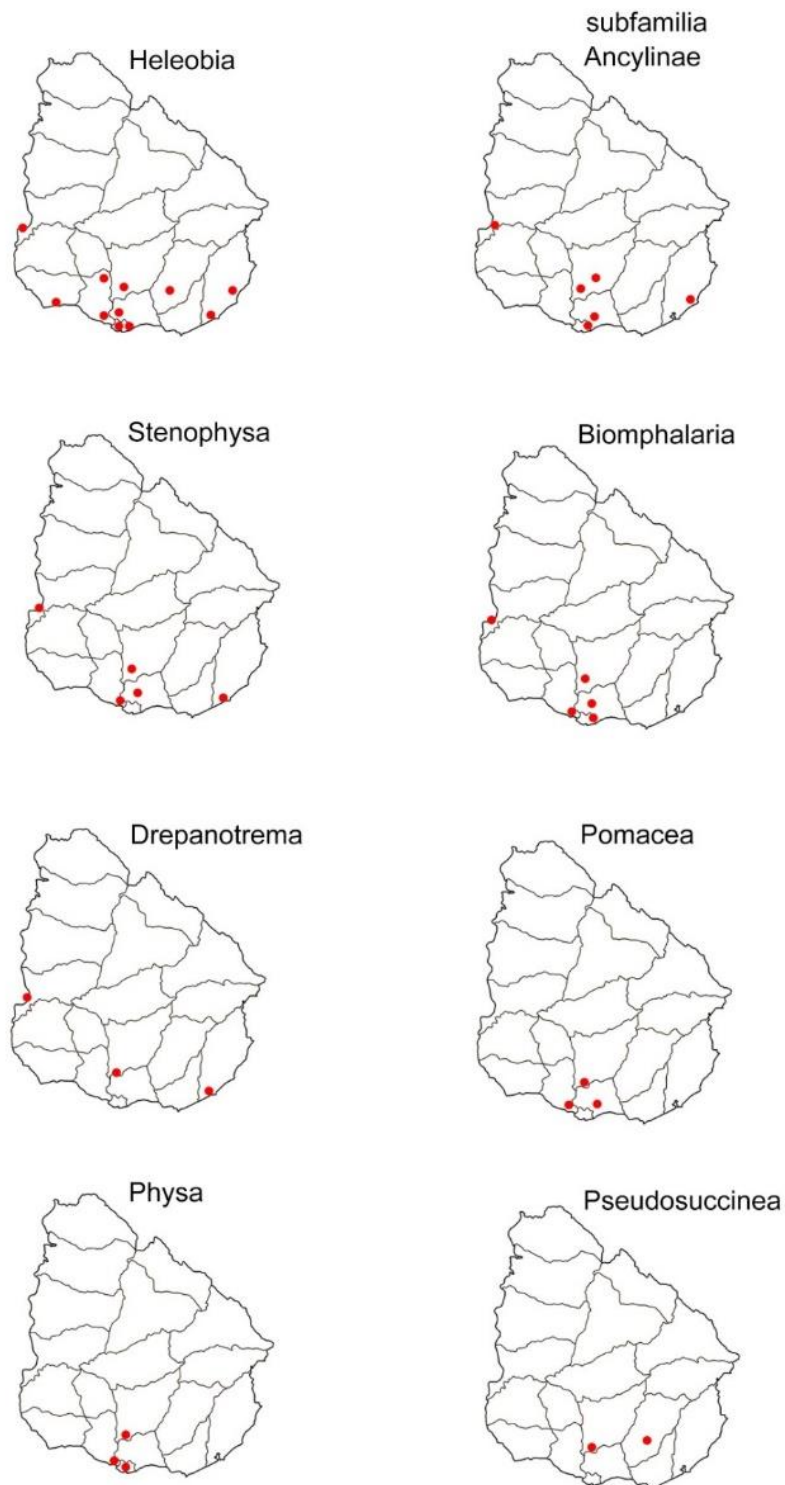 Heleobia
subfamilia
Ancylinae
Stenophysa
Biomphalaria
Drepanotrema
Pomacea
Physa
Pseudosuccinea